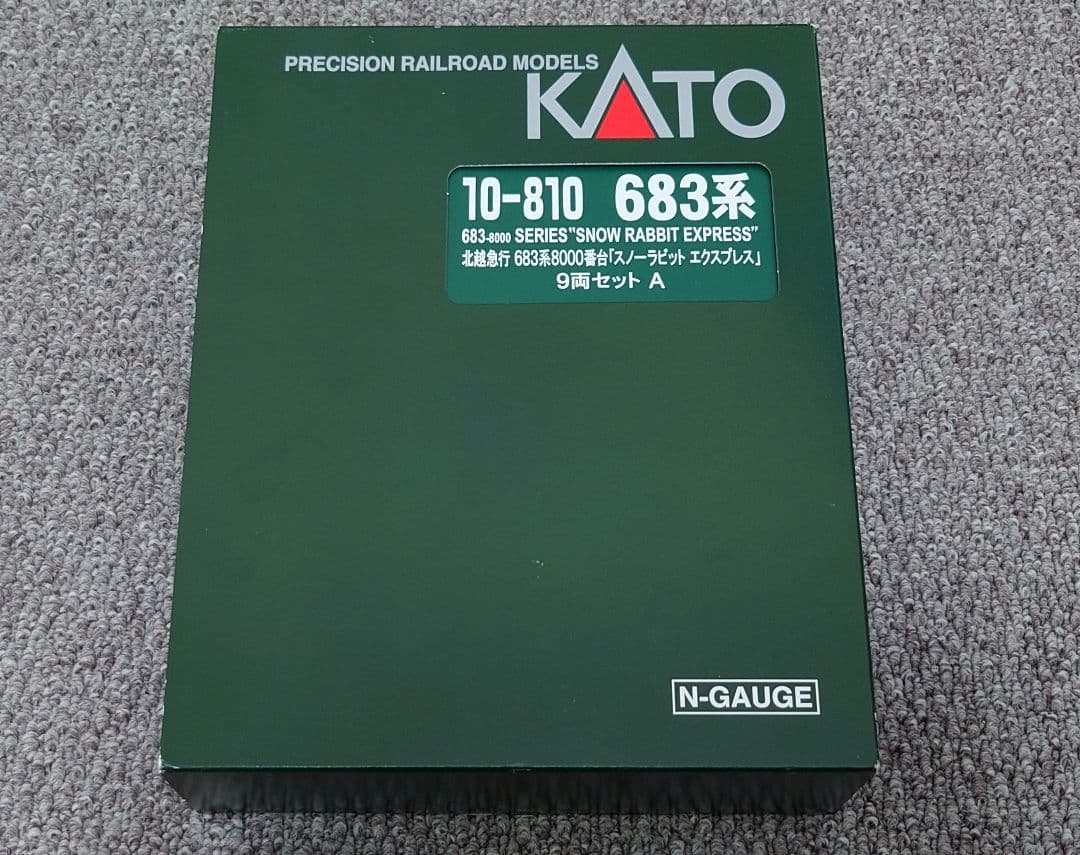 PRECISION RAILROAD MODELS
KATO
10-810 683系
683-8000 SERIES"SNOW RABBIT EXPRESS"
北越急行 683系8000番台「スノーラビット エクスプレス」
9両セット A
N-GAUGE